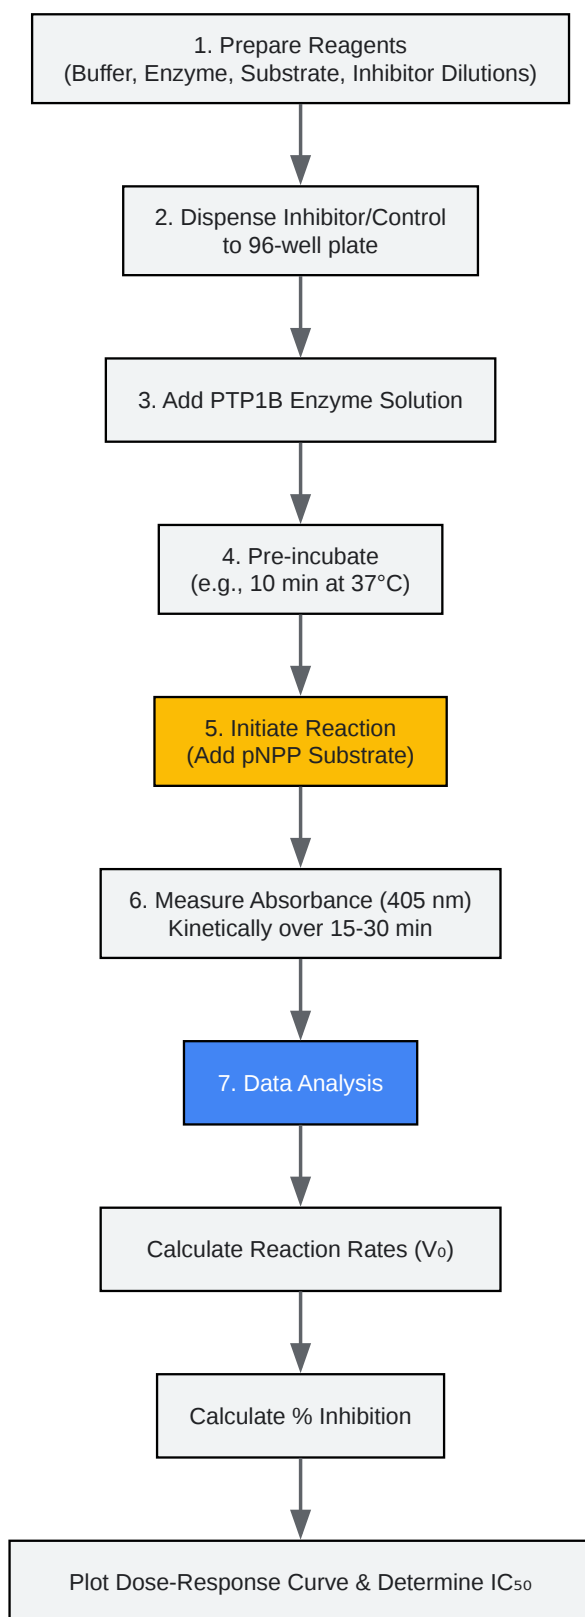 1. Prepare Reagents
(Buffer, Enzyme, Substrate, Inhibitor Dilutions)
2. Dispense Inhibitor/Control
to 96-well plate
3. Add PTP1B Enzyme Solution
4. Pre-incubate
(e.g., 10 min at 37°C)
5. Initiate Reaction
(Add pNPP Substrate)
6. Measure Absorbance (405 nm)
Kinetically over 15-30 min
7. Data Analysis
Calculate Reaction Rates (V₀)
Calculate % Inhibition
Plot Dose-Response Curve & Determine IC₅₀